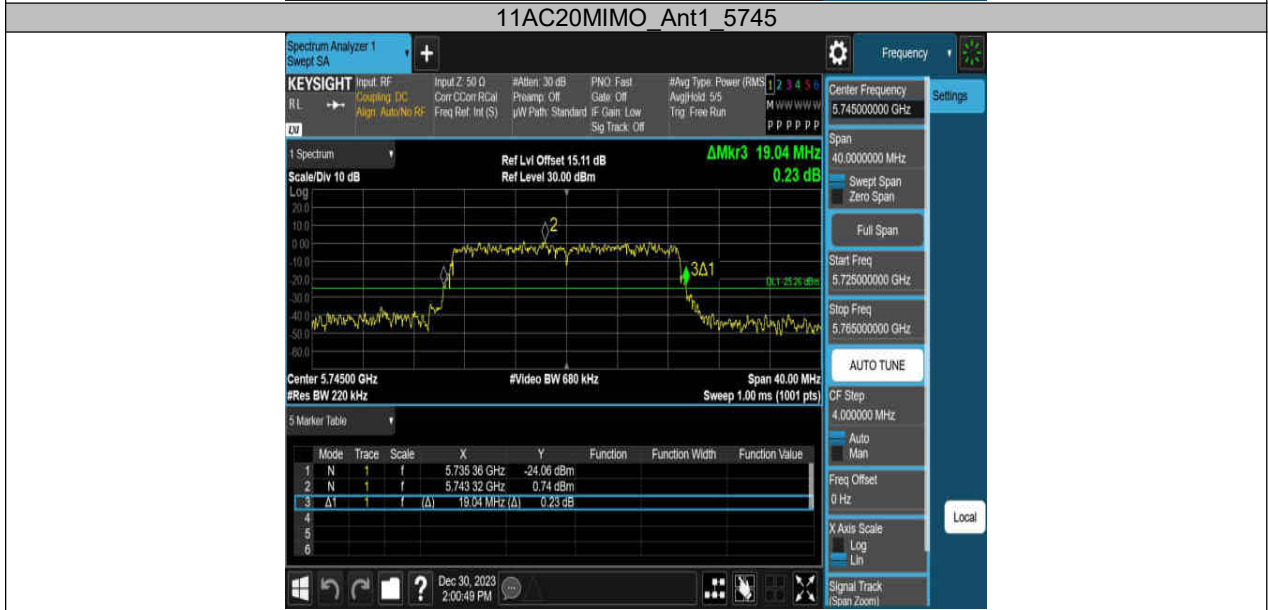 11AC20MIMO_Ant1_5745
Spectrum Analyzer 1
Swept SA
+
Frequency
KEYSIGHT
RL
LXI
Input: RF
Coupling: DC
Align: Auto/No RF
Input Z: 50 Ω
Corr CCorr RCal
Freq Ref: Int (S)
#Atten: 30 dB
Preamp: Off
µW Path: Standard
PNO: Fast
Gate: Off
IF Gain: Low
Sig Track: Off
#Avg Type: Power (RMS
Avg|Hold: 5/5
Trig: Free Run
1 2 3 4 5 6
M W W W W W
P P P P P P
1 Spectrum
Scale/Div 10 dB
Ref Lvl Offset 15.11 dB
Ref Level 30.00 dBm
ΔMkr3 19.04 MHz
0.23 dB
Log
20.0
10.0
0.00
-10.0
-20.0
-30.0
-40.0
-50.0
-60.0
2
3Δ1
DL1 -25.26 dBm
Center 5.74500 GHz
#Video BW 680 kHz
Span 40.00 MHz
#Res BW 220 kHz
Sweep 1.00 ms (1001 pts)
5 Marker Table
Mode Trace Scale X Y Function Function Width Function Value
1 N 1 f 5.735 36 GHz -24.06 dBm
2 N 1 f 5.743 32 GHz 0.74 dBm
3 Δ1 1 f (Δ) 19.04 MHz (Δ) 0.23 dB
4
5
6
Dec 30, 2023
2:00:49 PM
?
Center Frequency
5.745000000 GHz
Settings
Span
40.0000000 MHz
Swept Span
Zero Span
Full Span
Start Freq
5.725000000 GHz
Stop Freq
5.765000000 GHz
AUTO TUNE
CF Step
4.000000 MHz
Auto
Man
Freq Offset
0 Hz
X Axis Scale
Log
Lin
Local
Signal Track
(Span Zoom)